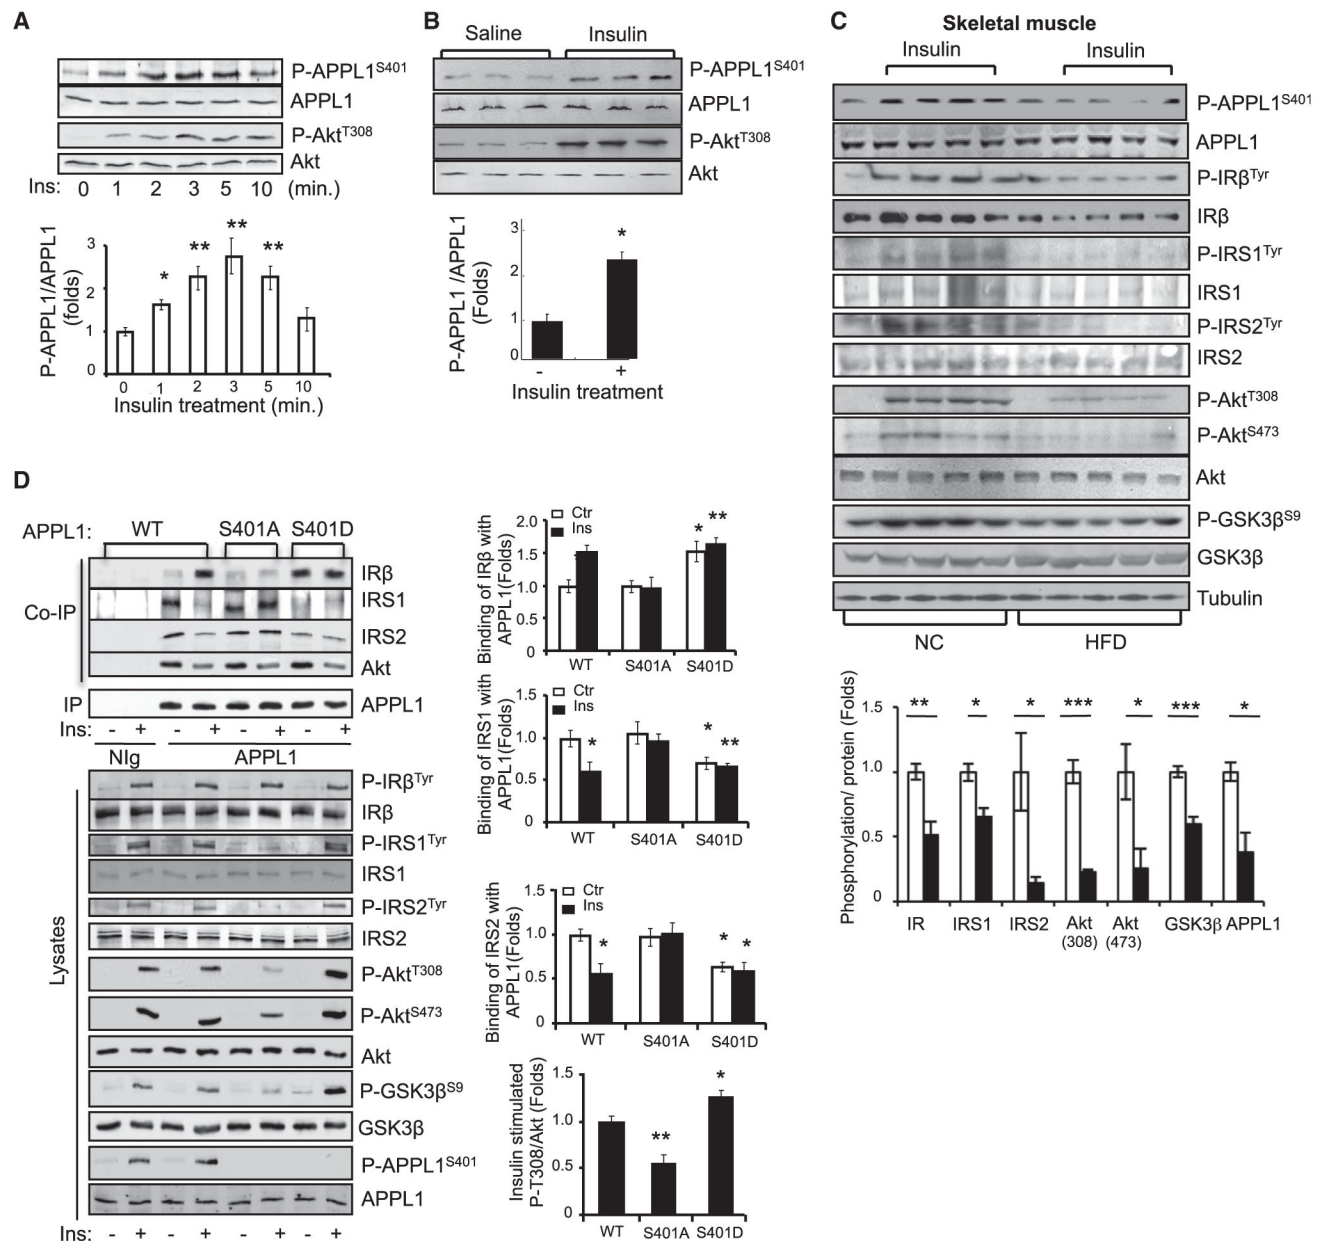 A
P-APPL1S401
APPL1
P-AktT308
Akt
Ins: 0 1 2 3 5 10 (min.)
P-APPL1/APPL1
(folds)
3
2
1
0
* ** ** **
0 1 2 3 5 10
Insulin treatment (min.)
B
Saline Insulin
P-APPL1S401
APPL1
P-AktT308
Akt
P-APPL1 /APPL1
(Folds)
3
2
1
0
*
- +
Insulin treatment
C
Skeletal muscle
Insulin Insulin
P-APPL1S401
APPL1
P-IRβTyr
IRβ
P-IRS1Tyr
IRS1
P-IRS2Tyr
IRS2
P-AktT308
P-AktS473
Akt
P-GSK3βS9
GSK3β
Tubulin
NC HFD
Phosphorylation/ protein (Folds)
1.5
1.0
0.5
0
** * * *** * *** *
IR IRS1 IRS2 Akt Akt GSK3β APPL1
(308) (473)
D
APPL1: WT S401A S401D
Co-IP
IRβ
IRS1
IRS2
Akt
IP APPL1
Ins: - + - + - + - +
NIg APPL1
Lysates
P-IRβTyr
IRβ
P-IRS1Tyr
IRS1
P-IRS2Tyr
IRS2
P-AktT308
P-AktS473
Akt
P-GSK3βS9
GSK3β
P-APPL1S401
APPL1
Ins: - + - + - + - +
Binding of IRβ with
APPL1(Folds)
2.0
1.5
1.0
0.5
0
Ctr
Ins
* **
WT S401A S401D
Binding of IRS1 with
APPL1(Folds)
1.5
1.0
0.5
0
Ctr
Ins
* * **
WT S401A S401D
Binding of IRS2 with
APPL1(Folds)
1.5
1.0
0.5
0
Ctr
Ins
* * *
WT S401A S401D
Insulin stimulated
P-T308/Akt (Folds)
1.5
1.0
0.5
0
** *
WT S401A S401D